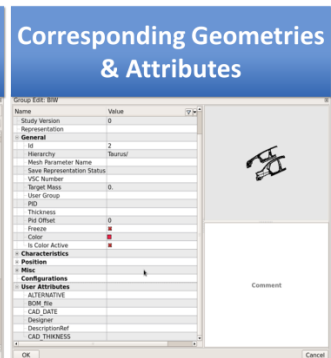 Corresponding Geometries
& Attributes
Group Edit: BIW
Name Value
Study Version 0
Representation
General
Id 2
Hierarchy Taurus/
Mesh Parameter Name
Save Representation Status
VSC Number
Target Mass 0.
User Group
PID
Thickness
Pid Offset 0
Freeze
Color
Is Color Active
Characteristics
Position
Misc
Configurations
User Attributes
ALTERNATIVE
BOM_file
CAD_DATE
Designer
DescriptionRef
CAD_THIKNESS
Comment
OK Cancel